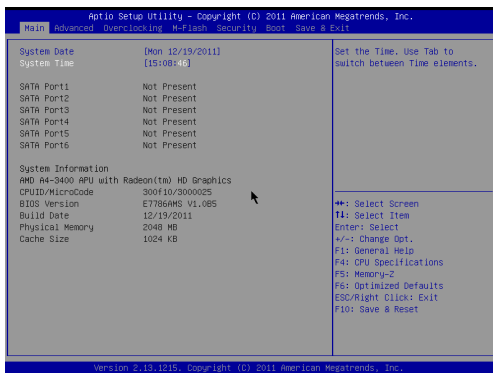 Aptio Setup Utility – Copyright (C) 2011 American Megatrends, Inc.
Main Advanced Overclocking M-Flash Security Boot Save & Exit
System Date [Mon 12/19/2011]
System Time [15:08:46]
SATA Port1 Not Present
SATA Port2 Not Present
SATA Port3 Not Present
SATA Port4 Not Present
SATA Port5 Not Present
SATA Port6 Not Present
System Information
AMD A4-3400 APU with Radeon(tm) HD Graphics
CPUID/MicroCode 300f10/3000025
BIOS Version E7786AMS V1.0B5
Build Date 12/19/2011
Physical Memory 2048 MB
Cache Size 1024 KB
Set the Time. Use Tab to
switch between Time elements.
→←: Select Screen
↑↓: Select Item
Enter: Select
+/-: Change Opt.
F1: General Help
F4: CPU Specifications
F5: Memory-Z
F6: Optimized Defaults
ESC/Right Click: Exit
F10: Save & Reset
Version 2.13.1215. Copyright (C) 2011 American Megatrends, Inc.